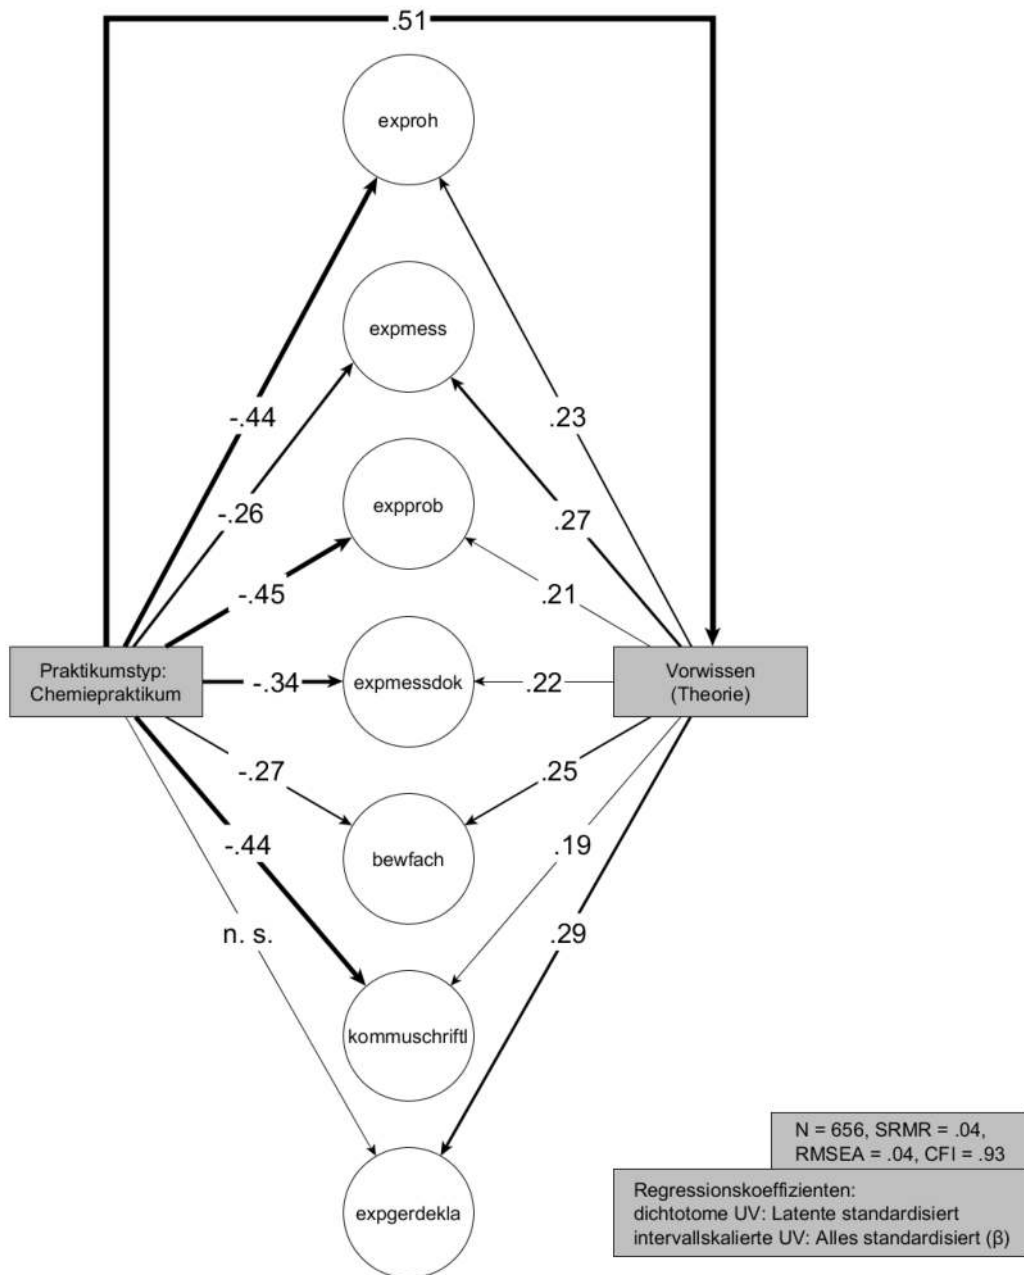 .51
exproh
expmess
-.44
.23
-.26
expprob
.27
-.45
.21
Praktikumstyp:
Chemiepraktikum
-.34
expmessdok
.22
Vorwissen
(Theorie)
-.27
.25
-.44
bewfach
.19
n. s.
.29
kommuschriftl
N = 656, SRMR = .04,
RMSEA = .04, CFI = .93
Regressionskoeffizienten:
dichtotome UV: Latente standardisiert
intervallskalierte UV: Alles standardisiert (β)
expgerdekla